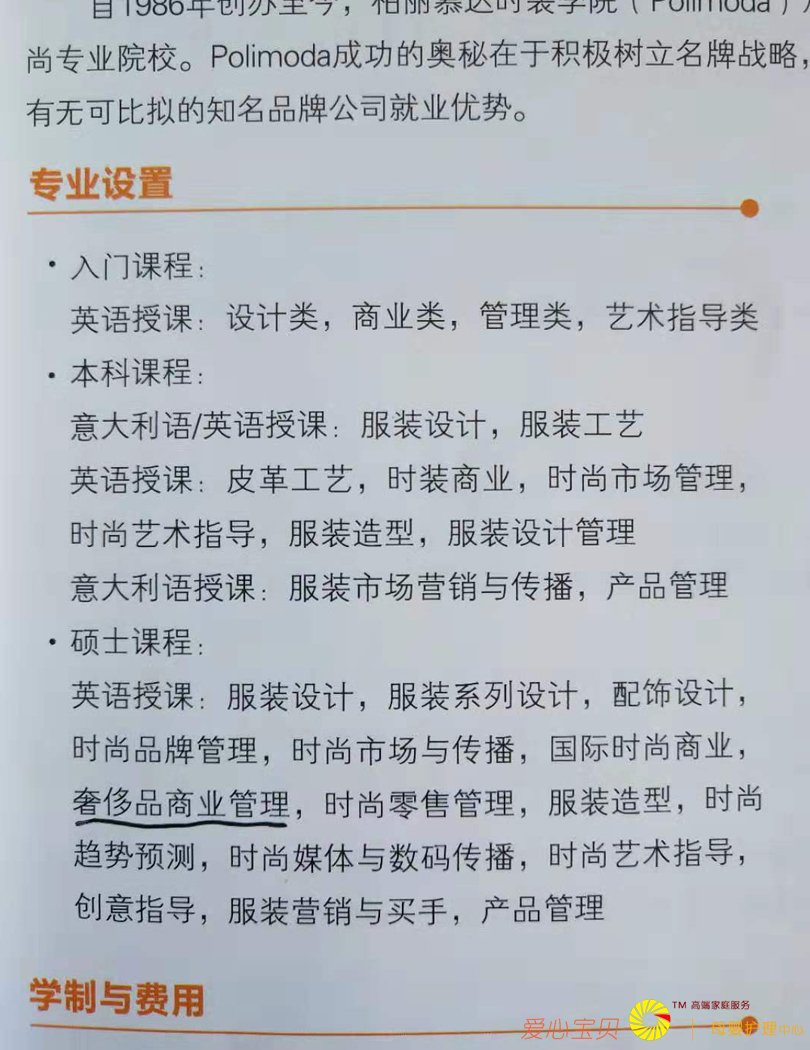 自1986年创办至今，柏丽慕达时装学院（Polimoda）
尚专业院校。Polimoda成功的奥秘在于积极树立名牌战略，
有无可比拟的知名品牌公司就业优势。
专业设置
• 入门课程：
英语授课：设计类，商业类，管理类，艺术指导类
• 本科课程：
意大利语/英语授课：服装设计，服装工艺
英语授课：皮革工艺，时装商业，时尚市场管理，
时尚艺术指导，服装造型，服装设计管理
意大利语授课：服装市场营销与传播，产品管理
• 硕士课程：
英语授课：服装设计，服装系列设计，配饰设计，
时尚品牌管理，时尚市场与传播，国际时尚商业，
奢侈品商业管理，时尚零售管理，服装造型，时尚
趋势预测，时尚媒体与数码传播，时尚艺术指导，
创意指导，服装营销与买手，产品管理
学制与费用
TM 高端家庭服务
爱心宝贝 | 母婴护理中心